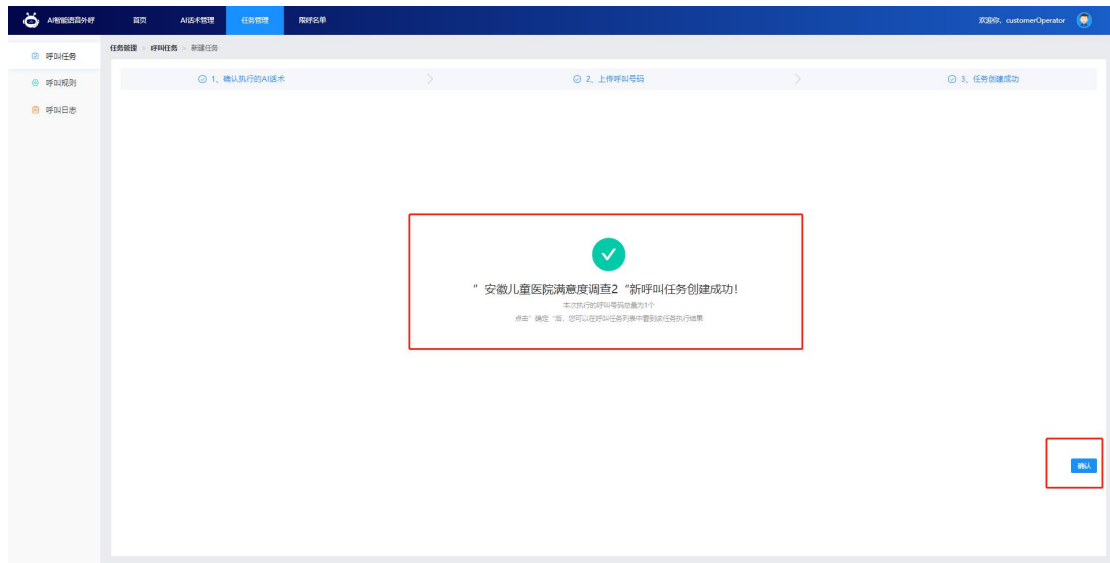 AI智能语音外呼 首页 AI话术管理 任务管理 限呼名单 欢迎你, customerOperator
呼叫任务
呼叫规则
呼叫日志
任务管理 > 呼叫任务 > 新建任务
1、确认执行的AI话术 2、上传呼叫号码 3、任务创建成功
" 安徽儿童医院满意度调查2 "新呼叫任务创建成功!
本次执行的呼叫号码总量为1个
点击" 确定 "后, 您可以在呼叫任务列表中看到该任务执行结果
确认